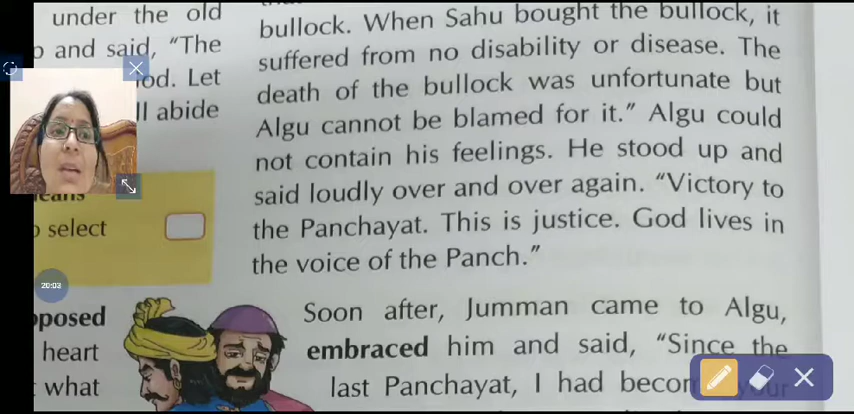 under the old
and said, "The
od. Let
ll abide
eans
o select
posed
heart
what
bullock. When Sahu bought the bullock, it
suffered from no disability or disease. The
death of the bullock was unfortunate but
Algu cannot be blamed for it." Algu could
not contain his feelings. He stood up and
said loudly over and over again. "Victory to
the Panchayat. This is justice. God lives in
the voice of the Panch."
Soon after, Jumman came to Algu,
embraced him and said, "Since the
last Panchayat, I had becom your
20:03